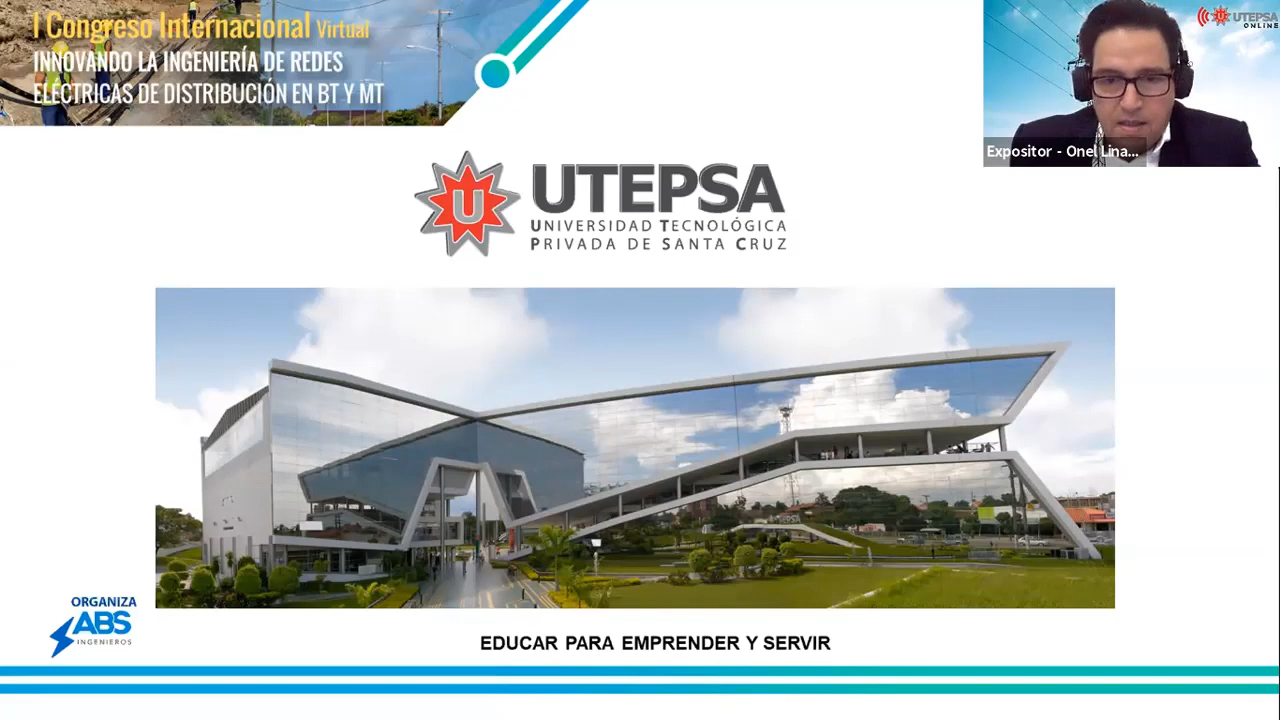 I Congreso Internacional Virtual
INNOVANDO LA INGENIERÍA DE REDES
ELÉCTRICAS DE DISTRIBUCIÓN EN BT Y MT
UTEPSA
ONLINE
Expositor - Onel Lina...
U
UTEPSA
UNIVERSIDAD TECNOLÓGICA
PRIVADA DE SANTA CRUZ
ORGANIZA
ABS
INGENIEROS
EDUCAR PARA EMPRENDER Y SERVIR